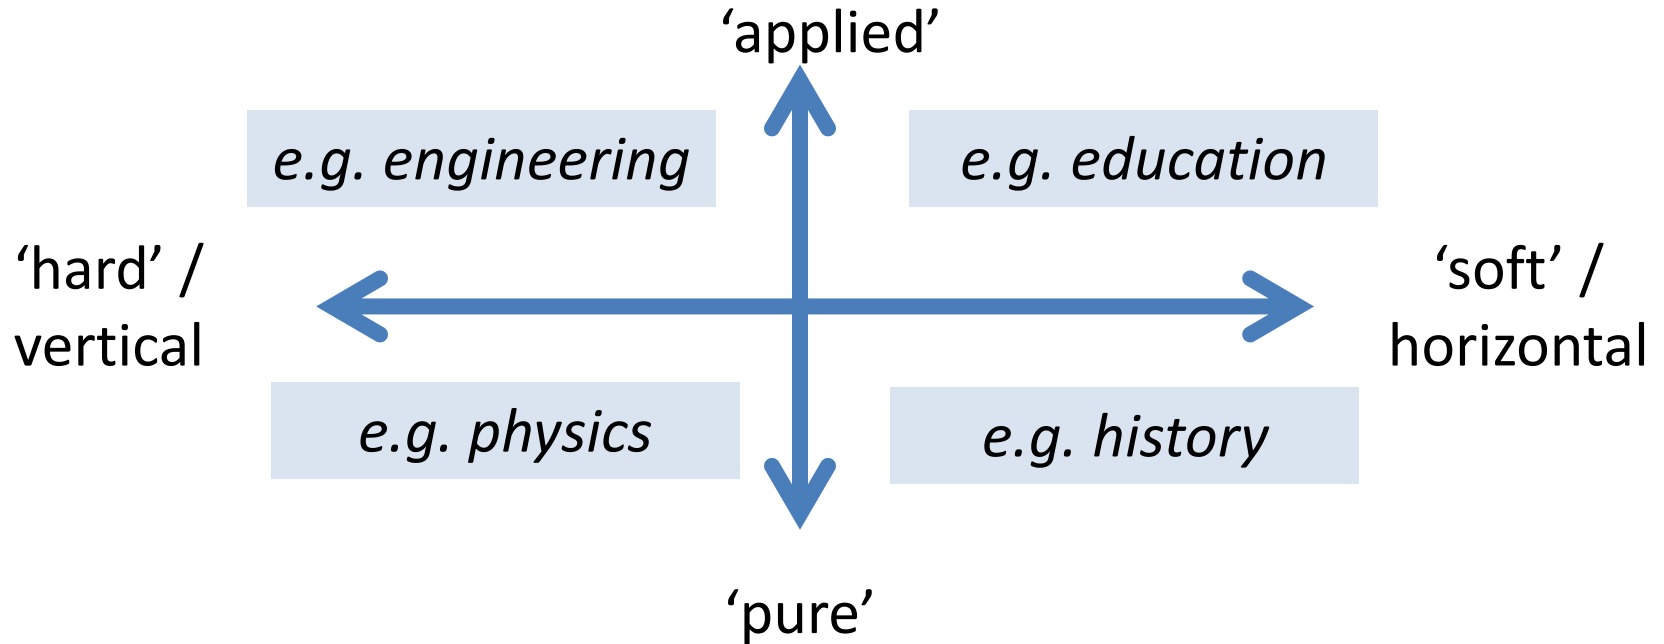 ‘applied’
e.g. engineering
e.g. education
‘hard’ /
vertical
‘soft’ /
horizontal
e.g. physics
e.g. history
‘pure’